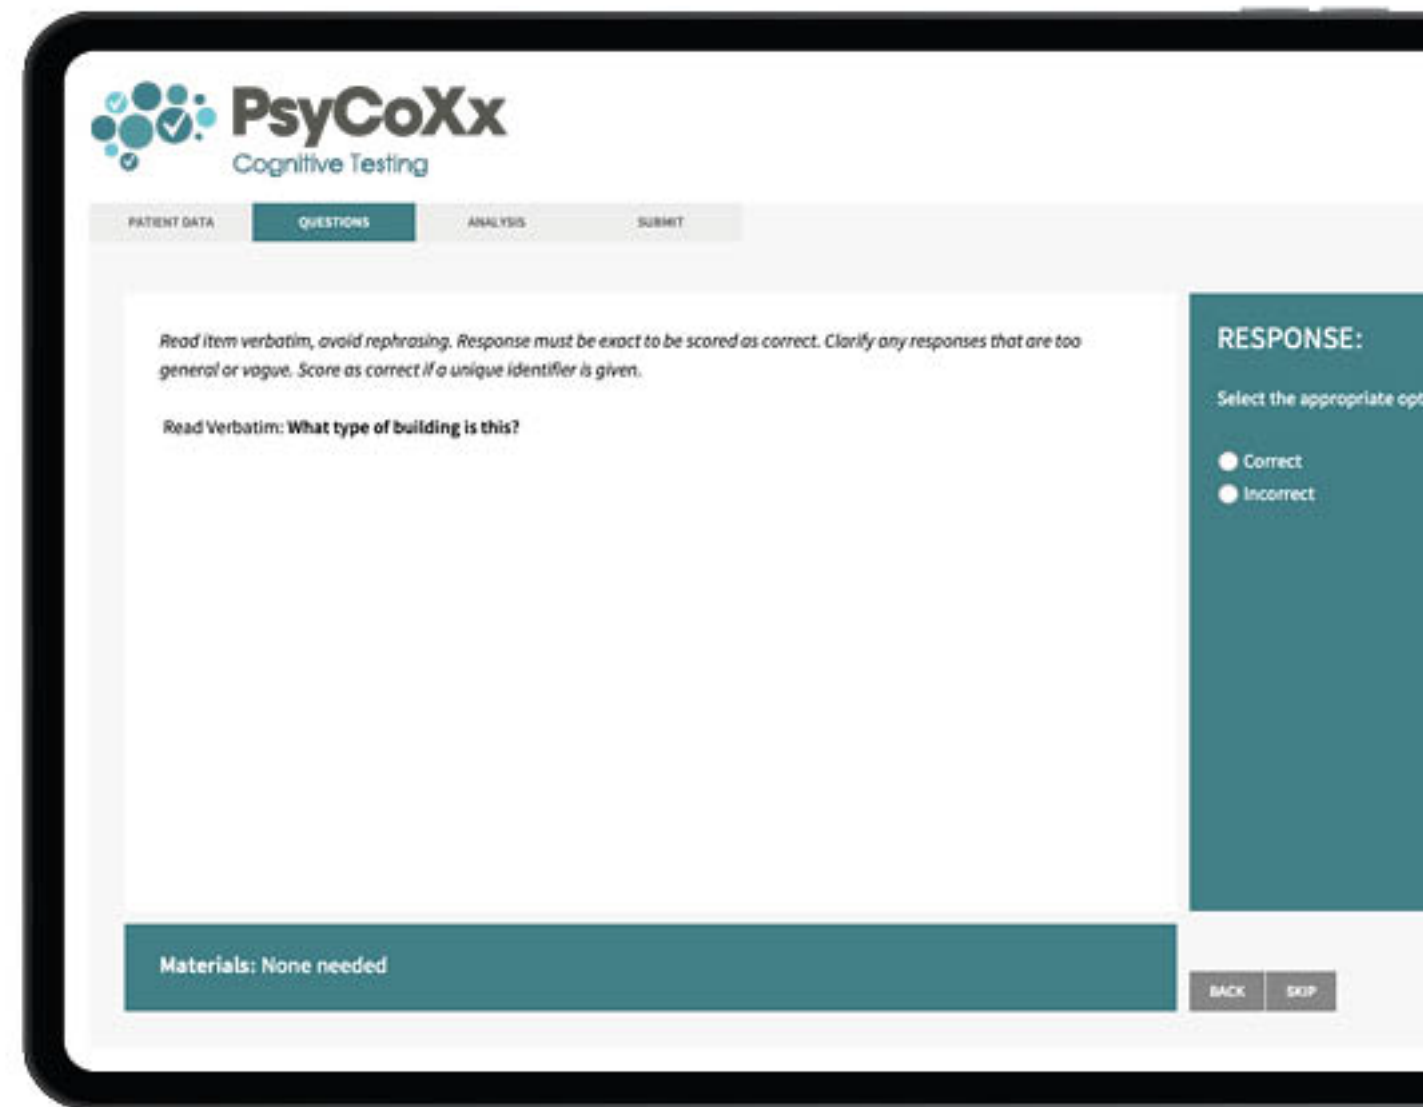 PsyCoXx
Cognitive Testing
PATIENT DATA QUESTIONS ANALYSIS SUBMIT
Read item verbatim, avoid rephrasing. Response must be exact to be scored as correct. Clarify any responses that are too
general or vague. Score as correct if a unique identifier is given.
Read Verbatim: What type of building is this?
RESPONSE:
Select the appropriate opt
Correct
Incorrect
Materials: None needed
BACK SKIP